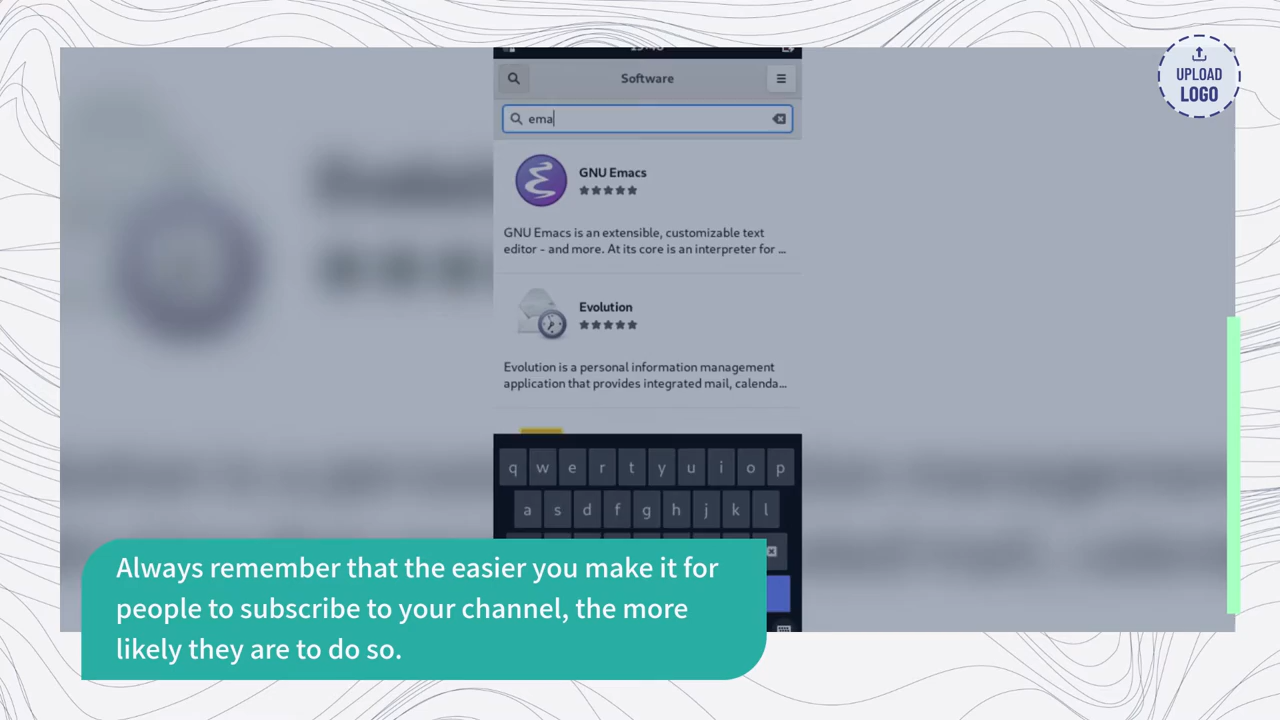 UPLOAD
LOGO
Software
ema
GNU Emacs
GNU Emacs is an extensible, customizable text
editor - and more. At its core is an interpreter for ...
Evolution
Evolution is a personal information management
application that provides integrated mail, calenda...
q w e r t y u i o p
a s d f g h j k l
Always remember that the easier you make it for
people to subscribe to your channel, the more
likely they are to do so.